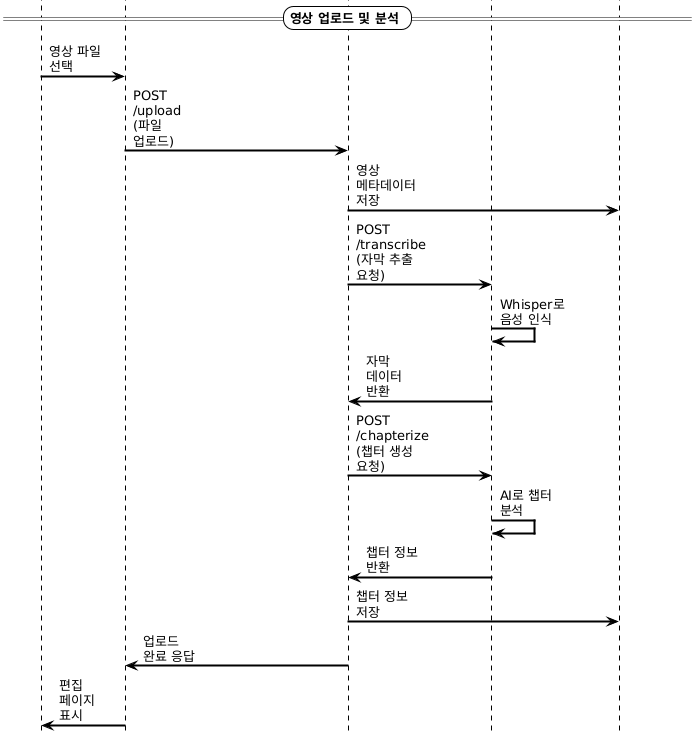 영상 업로드 및 분석
영상 파일
선택
POST
/upload
(파일
업로드)
영상
메타데이터
저장
POST
/transcribe
(자막 추출
요청)
Whisper로
음성 인식
자막
데이터
반환
POST
/chapterize
(챕터 생성
요청)
AI로 챕터
분석
챕터 정보
반환
챕터 정보
저장
업로드
완료 응답
편집
페이지
표시